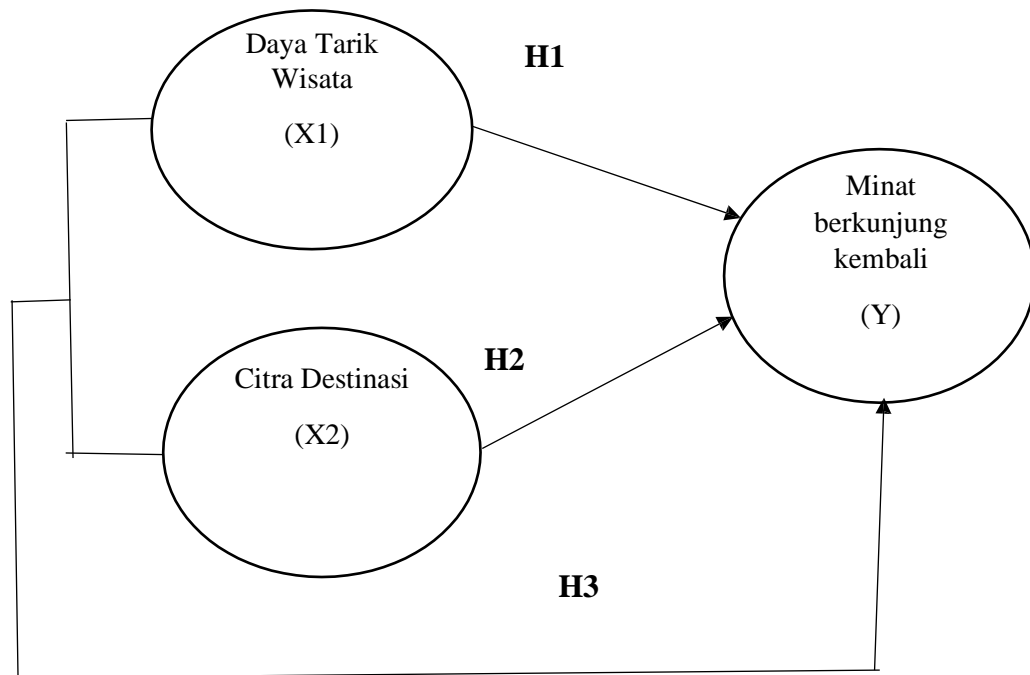 Daya Tarik
Wisata
(X1)
H1
Minat
berkunjung
kembali
(Y)
Citra Destinasi
(X2)
H2
H3